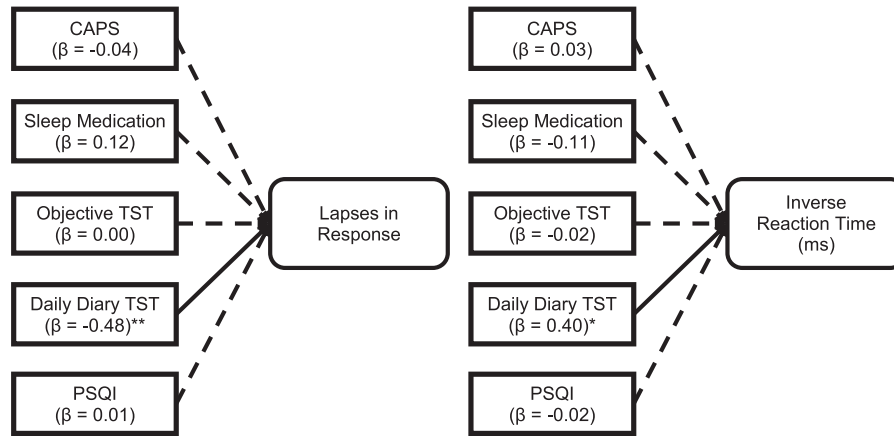 CAPS
(β = -0.04)
Sleep Medication
(β = 0.12)
Objective TST
(β = 0.00)
Daily Diary TST
(β = -0.48)**
PSQI
(β = 0.01)
Lapses in
Response
CAPS
(β = 0.03)
Sleep Medication
(β = -0.11)
Objective TST
(β = -0.02)
Daily Diary TST
(β = 0.40)*
PSQI
(β = -0.02)
Inverse
Reaction Time
(ms)